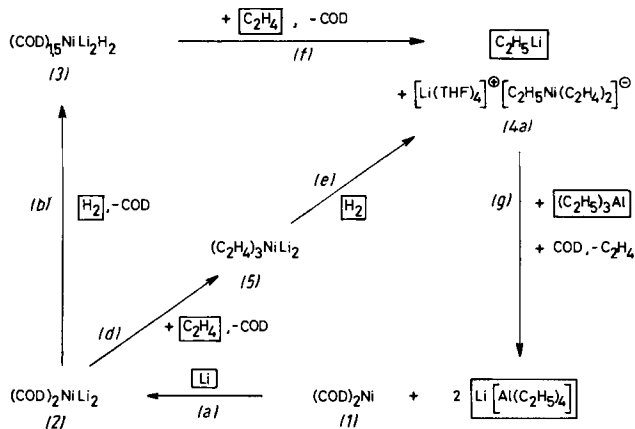 (COD)1,5NiLi2H2
(3)
+ C2H4 , -COD
(f)
C2H5Li
+ [Li(THF)4]⊕[C2H5Ni(C2H4)2]⊖
(4a)
(b)
H2,-COD
(e)
H2
(g)
+ (C2H5)3Al
+ COD,-C2H4
(C2H4)3NiLi2
(5)
(d)
+ C2H4,-COD
(COD)2NiLi2
(2)
Li
(a)
(COD)2Ni + 2 Li[Al(C2H5)4]
(1)